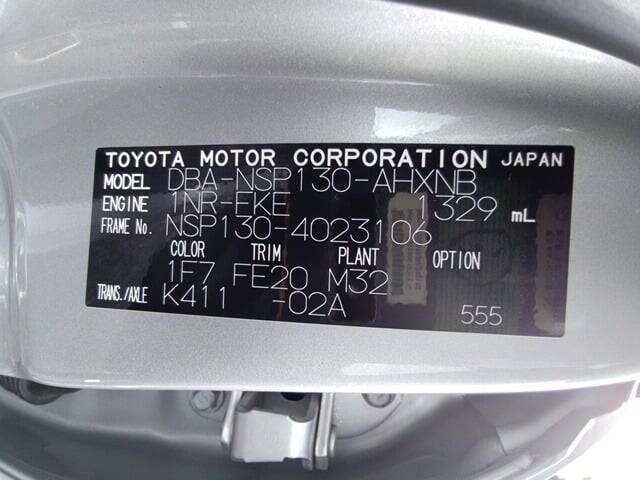 TOYOTA MOTOR CORPORATION JAPAN
MODEL DBA-NSP130-AHXNB
ENGINE 1NR-FKE 1329 mL
FRAME No. NSP130-4023106
COLOR TRIM PLANT OPTION
1F7 FE20 M32
TRANS./AXLE K411 -02A
555